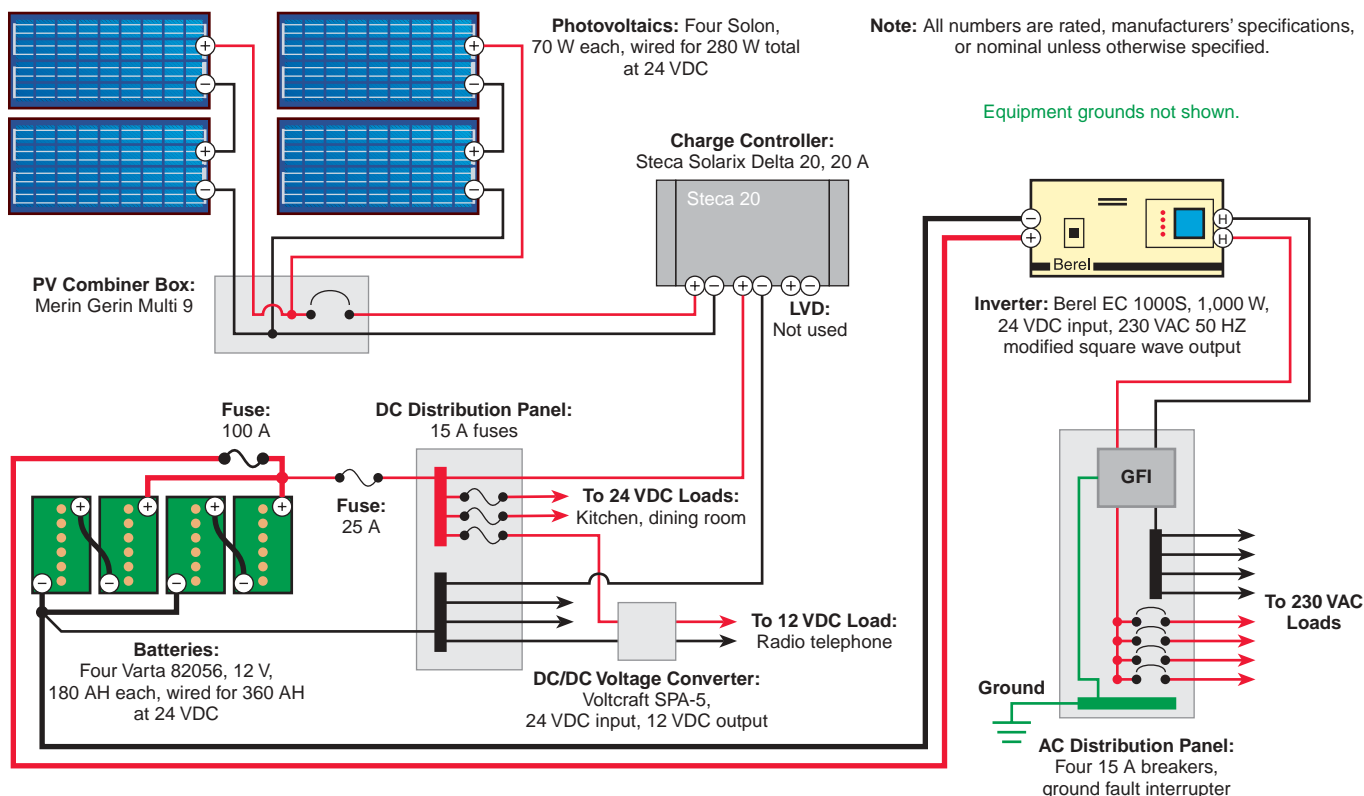 Photovoltaics: Four Solon,
70 W each, wired for 280 W total
at 24 VDC
Note: All numbers are rated, manufacturers' specifications,
or nominal unless otherwise specified.
Equipment grounds not shown.
Charge Controller:
Steca Solarix Delta 20, 20 A
Steca 20
+
−
+
−
+
−
+
−
+
−
+
−
+
−
LVD:
Not used
PV Combiner Box:
Merin Gerin Multi 9
−
+
H
H
Berel
Inverter: Berel EC 1000S, 1,000 W,
24 VDC input, 230 VAC 50 HZ
modified square wave output
Fuse:
100 A
DC Distribution Panel:
15 A fuses
Fuse:
25 A
To 24 VDC Loads:
Kitchen, dining room
+
+
+
+
−
−
−
−
Batteries:
Four Varta 82056, 12 V,
180 AH each, wired for 360 AH
at 24 VDC
To 12 VDC Load:
Radio telephone
DC/DC Voltage Converter:
Voltcraft SPA-5,
24 VDC input, 12 VDC output
GFI
To 230 VAC
Loads
Ground
AC Distribution Panel:
Four 15 A breakers,
ground fault interrupter